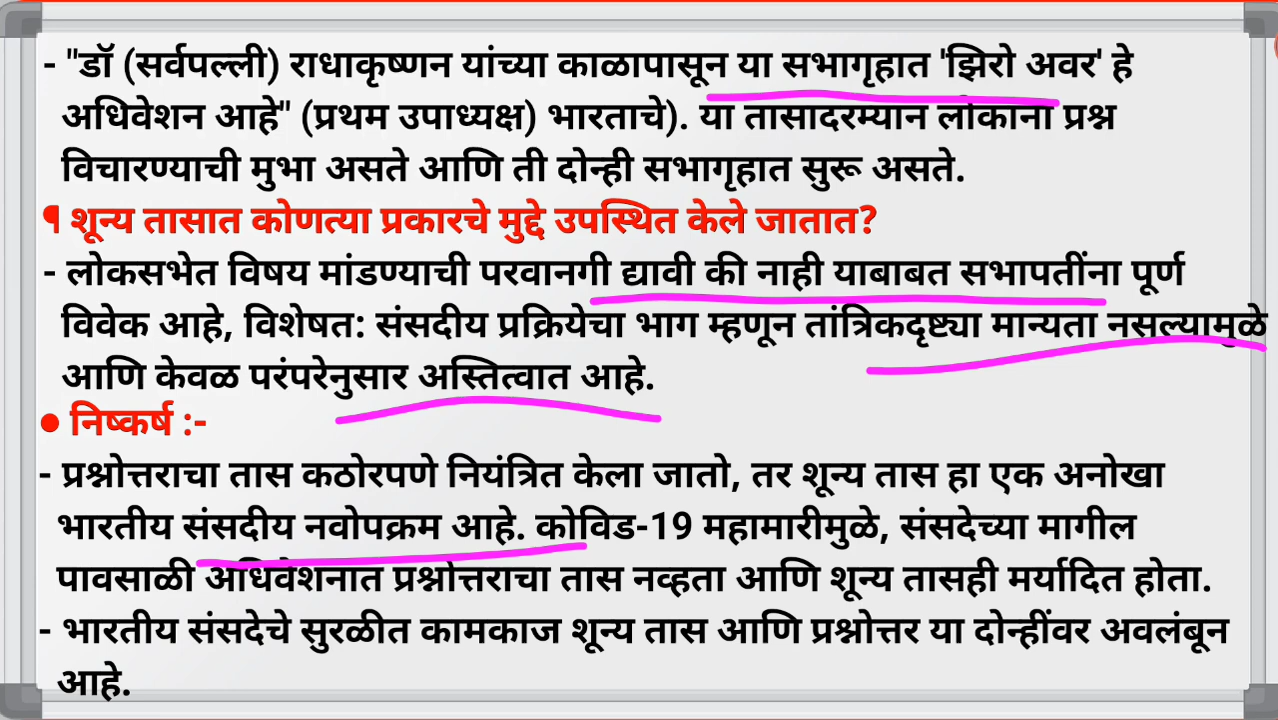 - "डॉ (सर्वपल्ली) राधाकृष्णन यांच्या काळापासून या सभागृहात 'झिरो अवर' हे
अधिवेशन आहे" (प्रथम उपाध्यक्ष) भारताचे). या तासादरम्यान लोकांना प्रश्न
विचारण्याची मुभा असते आणि ती दोन्ही सभागृहात सुरू असते.
¶ शून्य तासात कोणत्या प्रकारचे मुद्दे उपस्थित केले जातात?
- लोकसभेत विषय मांडण्याची परवानगी द्यावी की नाही याबाबत सभापतींना पूर्ण
विवेक आहे, विशेषत: संसदीय प्रक्रियेचा भाग म्हणून तांत्रिकदृष्ट्या मान्यता नसल्यामुळे
आणि केवळ परंपरेनुसार अस्तित्वात आहे.
● निष्कर्ष :-
- प्रश्नोत्तराचा तास कठोरपणे नियंत्रित केला जातो, तर शून्य तास हा एक अनोखा
भारतीय संसदीय नवोपक्रम आहे. कोविड-19 महामारीमुळे, संसदेच्या मागील
पावसाळी अधिवेशनात प्रश्नोत्तराचा तास नव्हता आणि शून्य तासही मर्यादित होता.
- भारतीय संसदेचे सुरळीत कामकाज शून्य तास आणि प्रश्नोत्तर या दोन्हींवर अवलंबून
आहे.